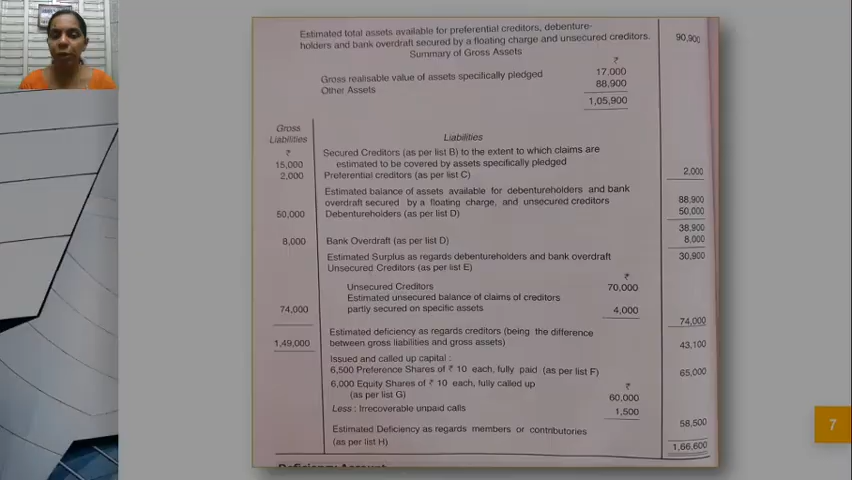 Estimated total assets available for preferential creditors, debenture-
holders and bank overdraft secured by a floating charge and unsecured creditors. 90,900
Summary of Gross Assets
₹
Gross realisable value of assets specifically pledged 17,000
Other Assets 88,900
1,05,900
Gross
Liabilities Liabilities
₹ Secured Creditors (as per list B) to the extent to which claims are
15,000 estimated to be covered by assets specifically pledged
2,000 Preferential creditors (as per list C) 2,000
Estimated balance of assets available for debentureholders and bank
overdraft secured by a floating charge, and unsecured creditors 88,900
50,000 Debentureholders (as per list D) 50,000
38,900
8,000 Bank Overdraft (as per list D) 8,000
Estimated Surplus as regards debentureholders and bank overdraft 30,900
Unsecured Creditors (as per list E) ₹
Unsecured Creditors 70,000
Estimated unsecured balance of claims of creditors
74,000 partly secured on specific assets 4,000
74,000
Estimated deficiency as regards creditors (being the difference
1,49,000 between gross liabilities and gross assets) 43,100
Issued and called up capital :
6,500 Preference Shares of ₹ 10 each, fully paid (as per list F) 65,000
6,000 Equity Shares of ₹ 10 each, fully called up ₹
(as per list G) 60,000
Less : Irrecoverable unpaid calls 1,500
58,500
Estimated Deficiency as regards members or contributories
(as per list H) 1,66,600
Deficiency Account
7